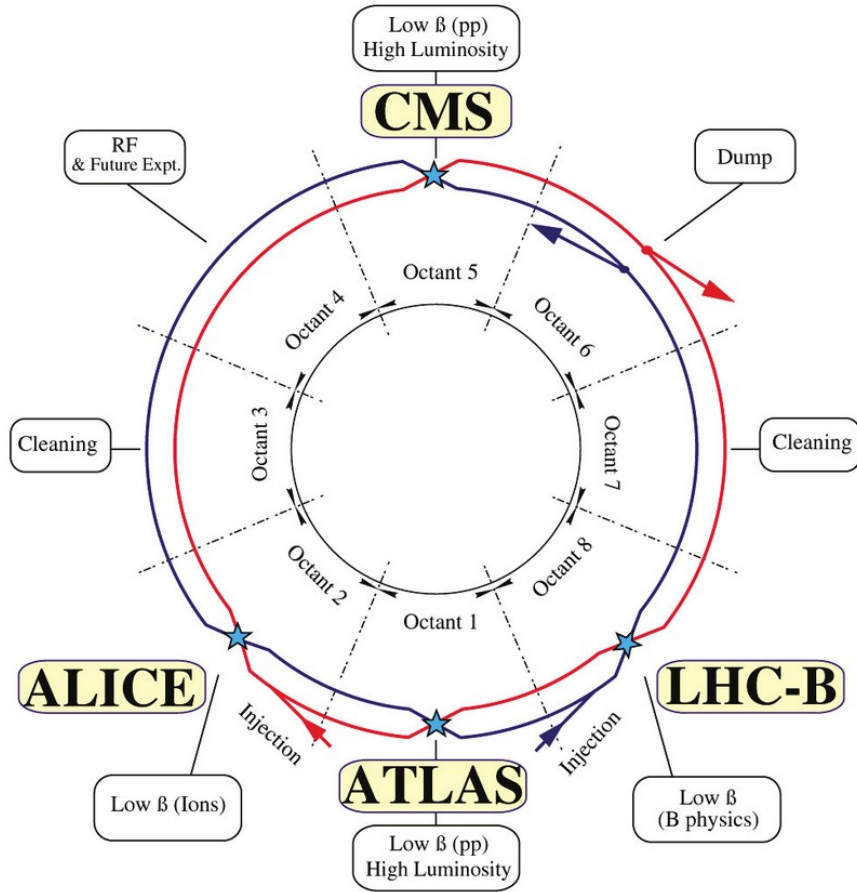 Low ß (pp)
High Luminosity
CMS
RF
& Future Expt.
Dump
Octant 5
Octant 4
Octant 6
Cleaning
Octant 3
Octant 7
Cleaning
Octant 2
Octant 8
Octant 1
ALICE
LHC-B
Injection
Injection
ATLAS
Low ß (Ions)
Low ß
(B physics)
Low ß (pp)
High Luminosity